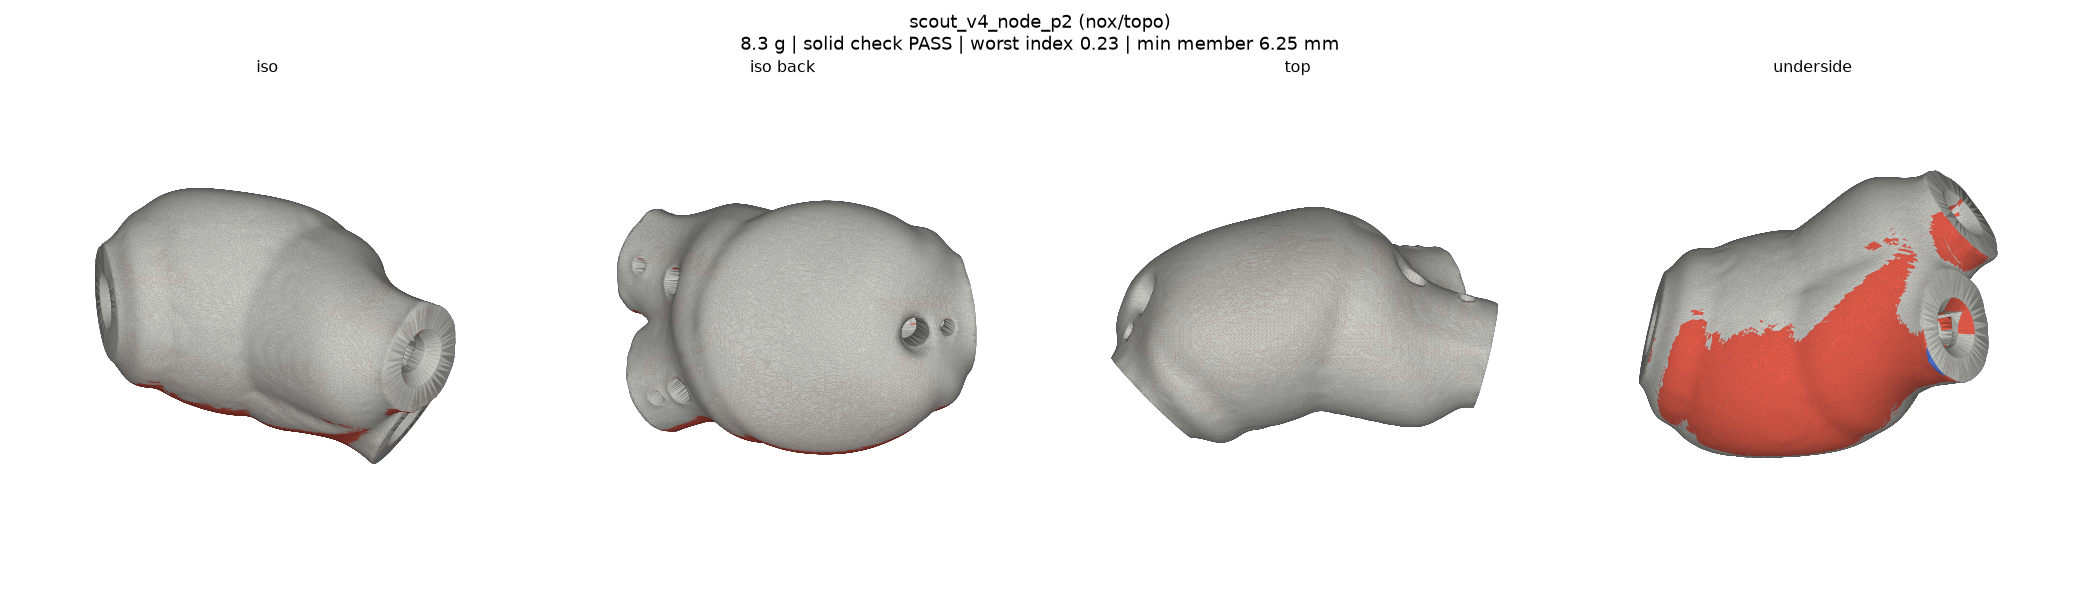 scout_v4_node_p2 (nox/topo)
8.3 g | solid check PASS | worst index 0.23 | min member 6.25 mm
iso
iso back
top
underside